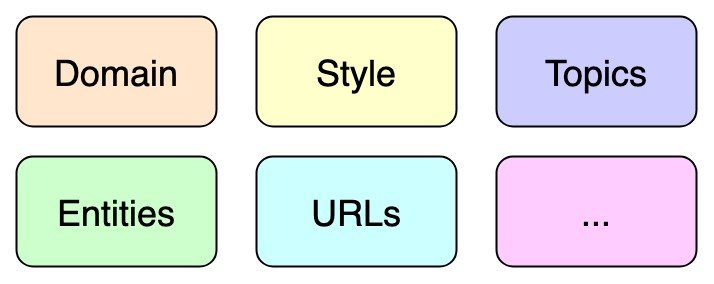 Domain
Style
Topics
Entities
URLs
...